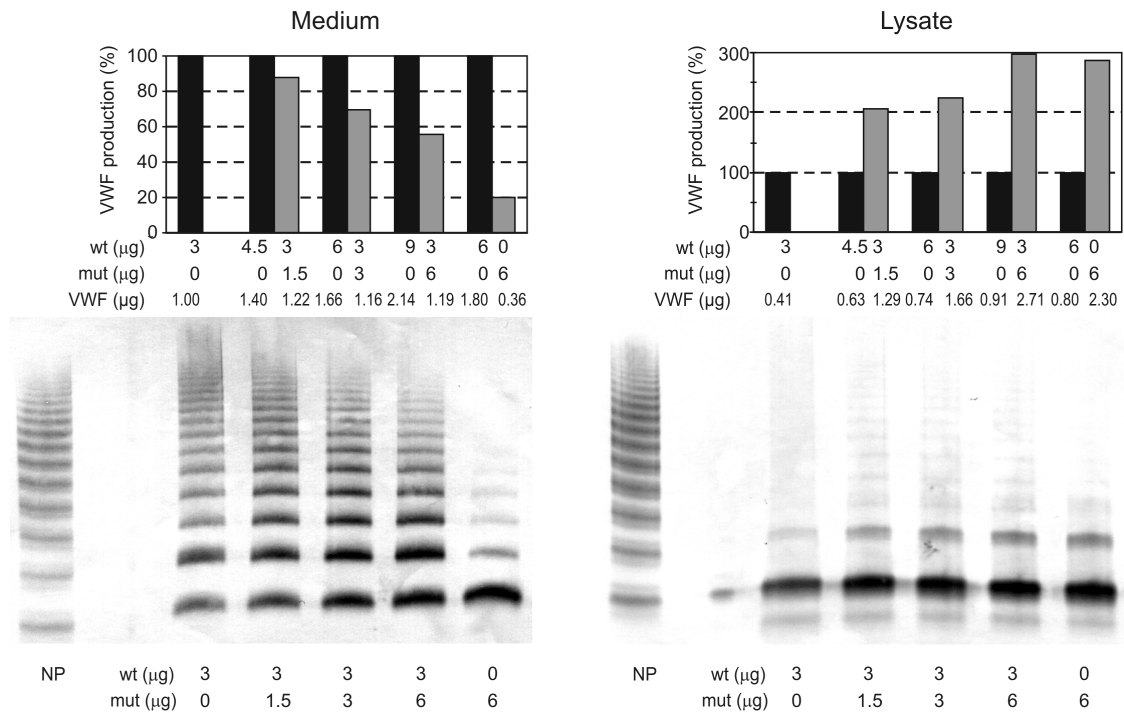 Medium
VWF production (%)
100
80
60
40
20
0
wt (μg) 3 4.5 3 6 3 9 3 6 0
mut (μg) 0 0 1.5 0 3 0 6 0 6
VWF (μg) 1.00 1.40 1.22 1.66 1.16 2.14 1.19 1.80 0.36
NP wt (μg) 3 3 3 3 0
mut (μg) 0 1.5 3 6 6
Lysate
VWF production (%)
300
200
100
0
wt (μg) 3 4.5 3 6 3 9 3 6 0
mut (μg) 0 0 1.5 0 3 0 6 0 6
VWF (μg) 0.41 0.63 1.29 0.74 1.66 0.91 2.71 0.80 2.30
NP wt (μg) 3 3 3 3 0
mut (μg) 0 1.5 3 6 6